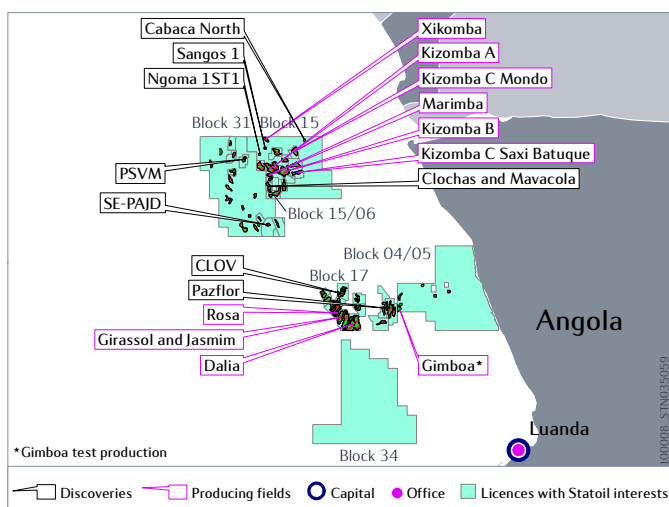 Cabaca North
Sangos 1
Ngoma 1ST1
Xikomba
Kizomba A
Kizomba C Mondo
Marimba
Kizomba B
Kizomba C Saxi Batuque
Clochas and Mavacola
Block 31
Block 15
PSVM
SE-PAJD
Block 15/06
Block 04/05
CLOV
Block 17
Pazflor
Rosa
Girassol and Jasmim
Dalia
Gimboa*
Angola
Luanda
Block 34
*Gimboa test production
100008_STN035059
Discoveries
Producing fields
Capital
Office
Licences with Statoil interests